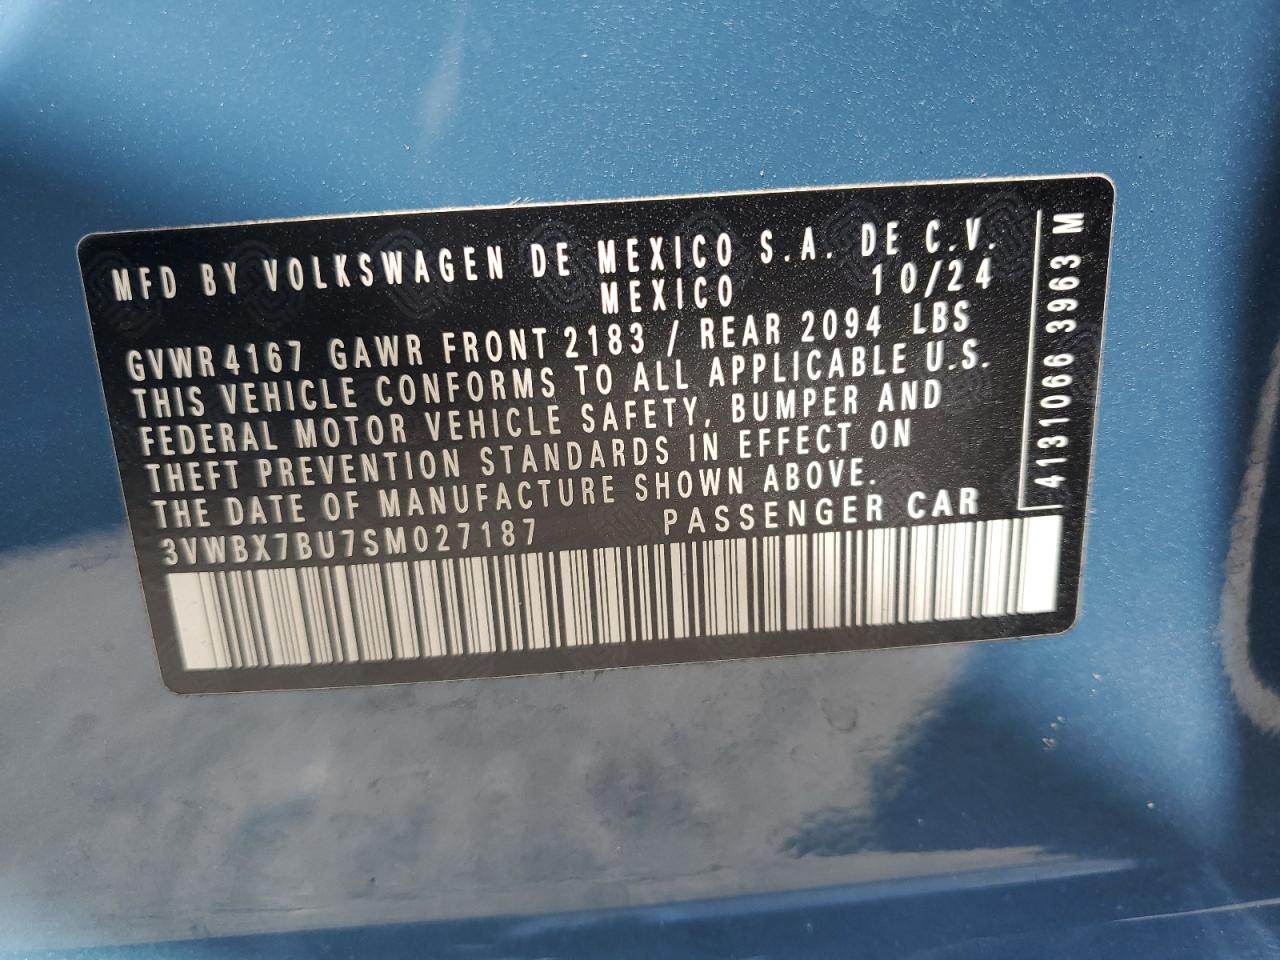 MFD BY VOLKSWAGEN DE MEXICO S.A. DE C.V.
MEXICO 10/24
GVWR 4167 GAWR FRONT 2183 / REAR 2094 LBS
THIS VEHICLE CONFORMS TO ALL APPLICABLE U.S.
FEDERAL MOTOR VEHICLE SAFETY, BUMPER AND
THEFT PREVENTION STANDARDS IN EFFECT ON
THE DATE OF MANUFACTURE SHOWN ABOVE.
3VWBX7BU7SM027187 PASSENGER CAR
4131066 3963 M